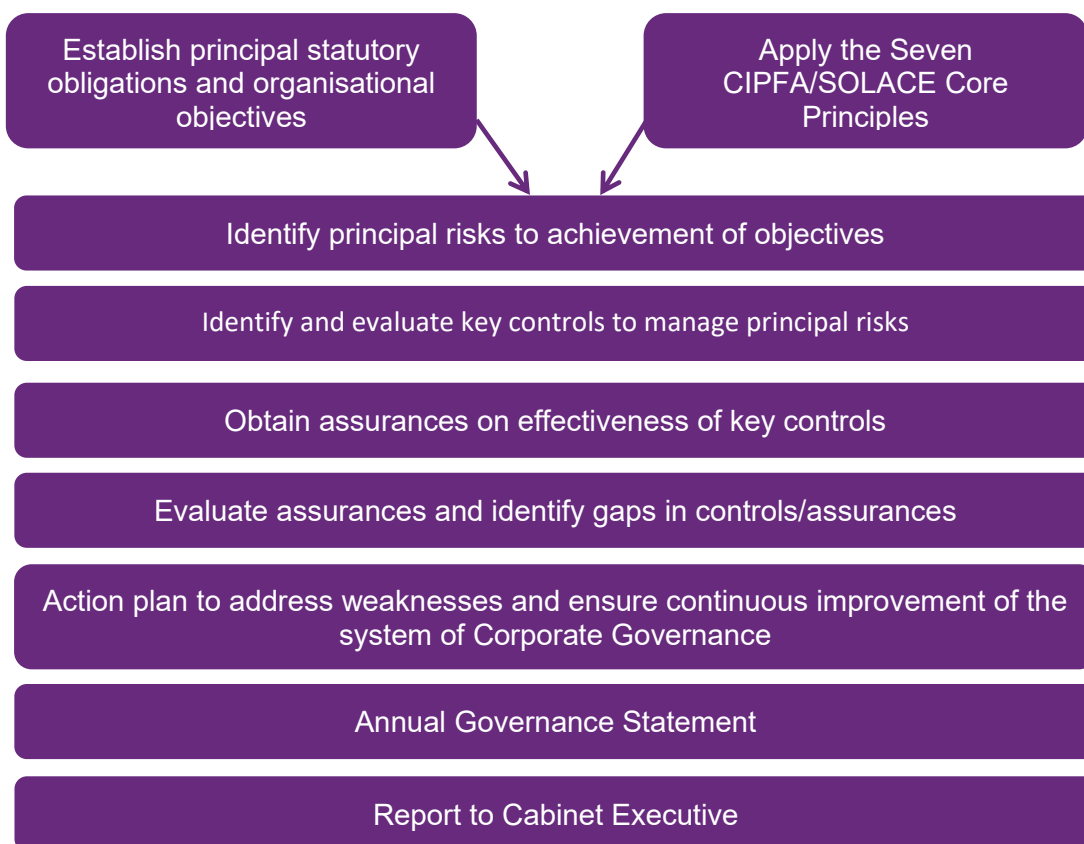 Establish principal statutory
obligations and organisational
objectives
Apply the Seven
CIPFA/SOLACE Core
Principles
Identify principal risks to achievement of objectives
Identify and evaluate key controls to manage principal risks
Obtain assurances on effectiveness of key controls
Evaluate assurances and identify gaps in controls/assurances
Action plan to address weaknesses and ensure continuous improvement of the
system of Corporate Governance
Annual Governance Statement
Report to Cabinet Executive